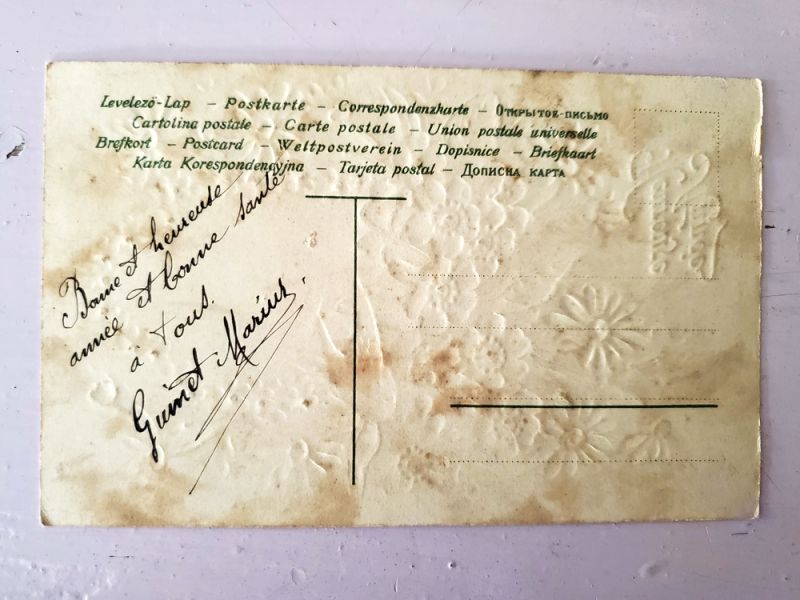 Levelező-Lap – Postkarte – Correspondenzkarte – Открытое письмо
Cartolina postale – Carte postale – Union postale universelle
Brefkort – Postcard – Weltpostverein – Dopisnice – Briefkaart
Karta Korespondencyjna – Tarjeta postal – Дописна карта
Bonne et heureuse
année et bonne santé
à tous.
Guinet Marius.